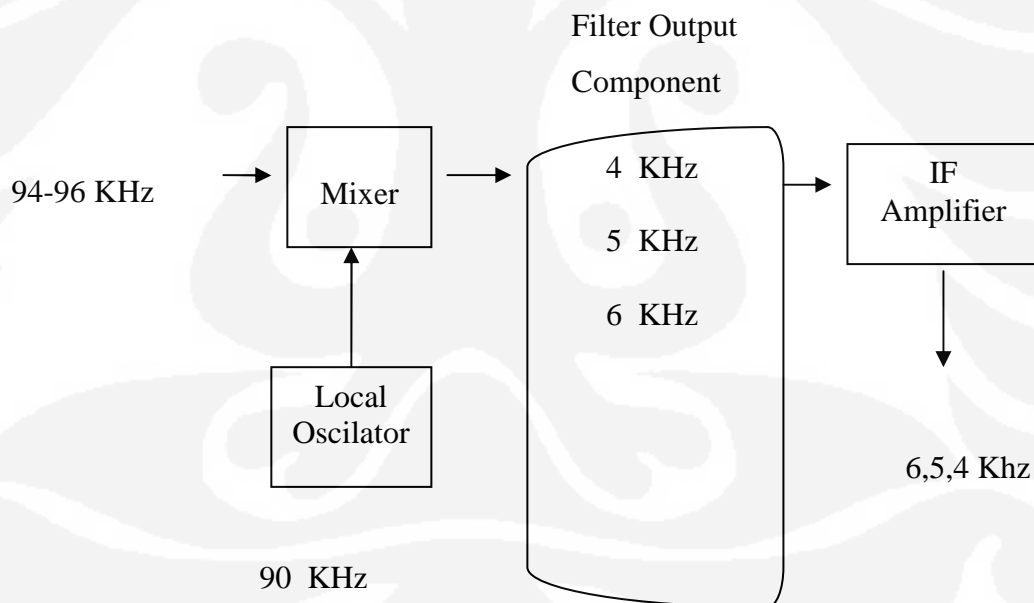 Filter Output
Component
94-96 KHz
Mixer
4 KHz
5 KHz
6 KHz
IF
Amplifier
Local
Oscilator
6,5,4 Khz
90 KHz